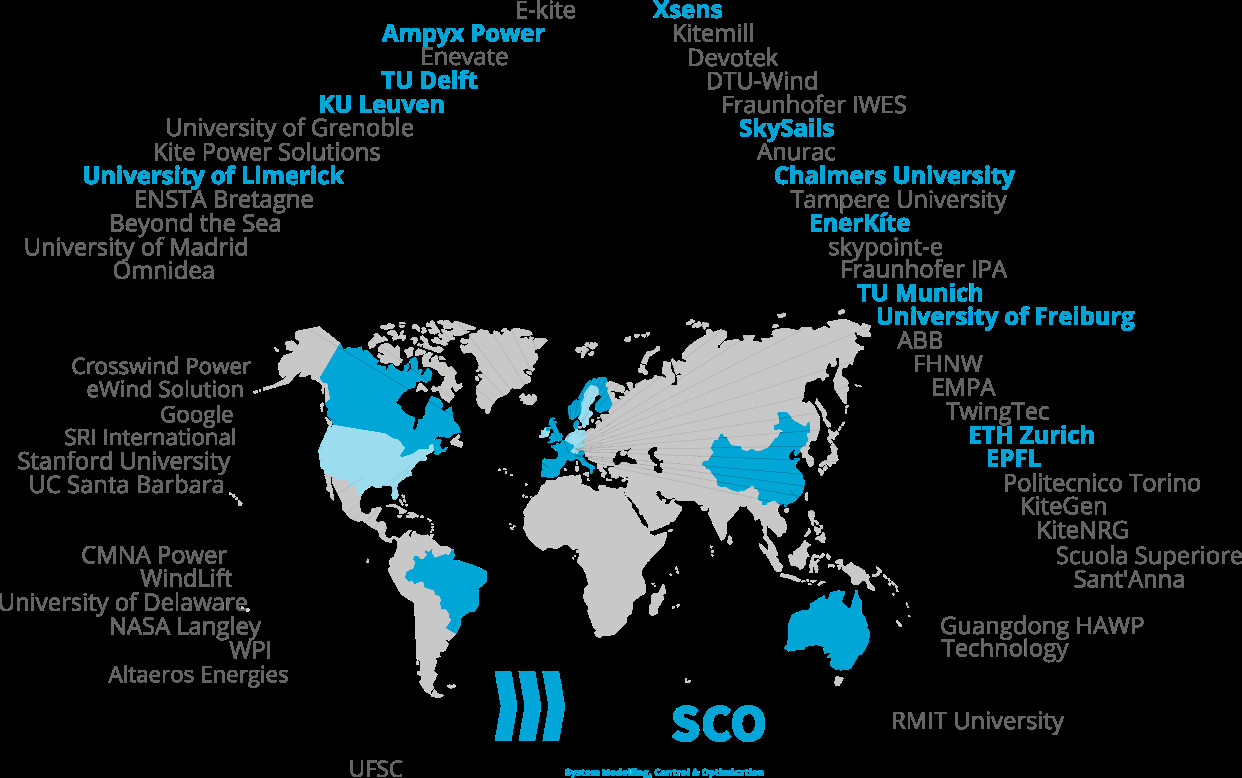 E-kite
Ampyx Power
Enevate
TU Delft
KU Leuven
University of Grenoble
Kite Power Solutions
University of Limerick
ENSTA Bretagne
Beyond the Sea
University of Madrid
Omnidea
Xsens
Kitemill
Devotek
DTU-Wind
Fraunhofer IWES
SkySails
Anurac
Chalmers University
Tampere University
EnerKíte
skypoint-e
Fraunhofer IPA
TU Munich
University of Freiburg
ABB
FHNW
EMPA
TwingTec
ETH Zurich
EPFL
Politecnico Torino
KiteGen
KiteNRG
Scuola Superiore
Sant'Anna
Crosswind Power
eWind Solution
Google
SRI International
Stanford University
UC Santa Barbara
CMNA Power
WindLift
University of Delaware
NASA Langley
WPI
Altaeros Energies
Guangdong HAWP
Technology
RMIT University
UFSC
sco
System Modelling, Control & Optimization